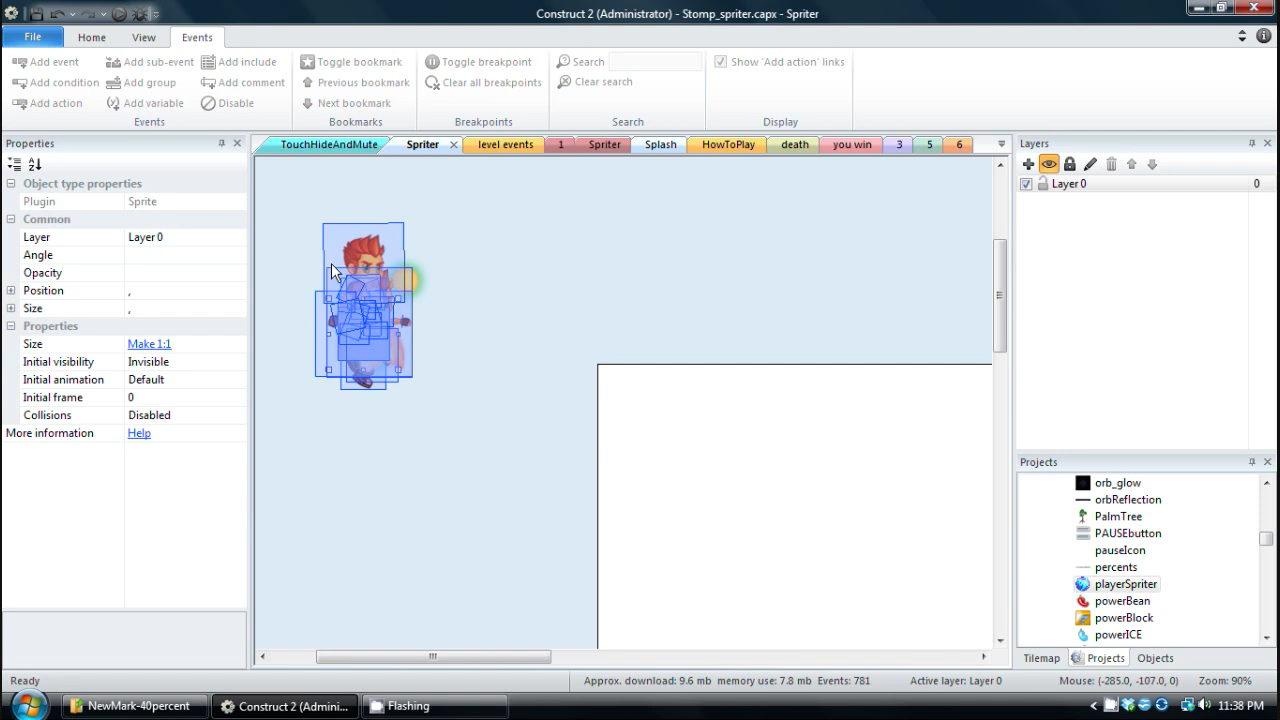 Construct 2 (Administrator) - Stomp_spriter.capx - Spriter
File Home View Events
Add event Add sub-event Add include Toggle bookmark Toggle breakpoint Search Show 'Add action' links
Add condition Add group Add comment Previous bookmark Clear all breakpoints Clear search
Add action Add variable Disable Next bookmark
Events Bookmarks Breakpoints Search Display
Properties
TouchHideAndMute Spriter level events 1 Spriter Splash HowToPlay death you win 3 5 6
Layers
Object type properties
Plugin Sprite
Common
Layer Layer 0
Angle
Opacity
Position ,
Size ,
Properties
Size Make 1:1
Initial visibility Invisible
Initial animation Default
Initial frame 0
Collisions Disabled
More information Help
Layer 0 0
Projects
orb_glow
orbReflection
PalmTree
PAUSEbutton
pauseIcon
percents
playerSpriter
powerBean
powerBlock
powerICE
Tilemap Projects Objects
Ready Approx. download: 9.6 mb memory use: 7.8 mb Events: 781 Active layer: Layer 0 Mouse: (-285.0, -107.0, 0) Zoom: 90%
NewMark-40percent Construct 2 (Admini... Flashing 11:38 PM